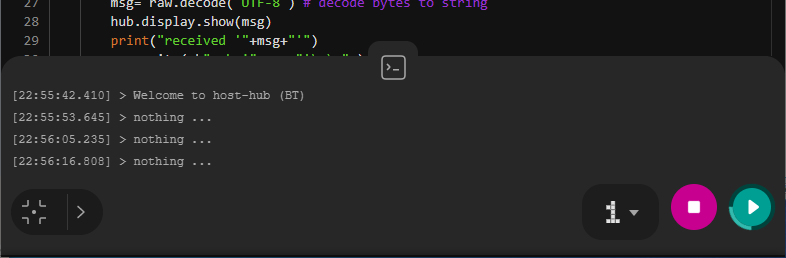 27 msg= raw.decode('UTF-8') # decode bytes to string
28 hub.display.show(msg)
29 print("received '"+msg+"'")
[22:55:42.410] > Welcome to host-hub (BT)
[22:55:53.645] > nothing ...
[22:56:05.235] > nothing ...
[22:56:16.808] > nothing ...
1